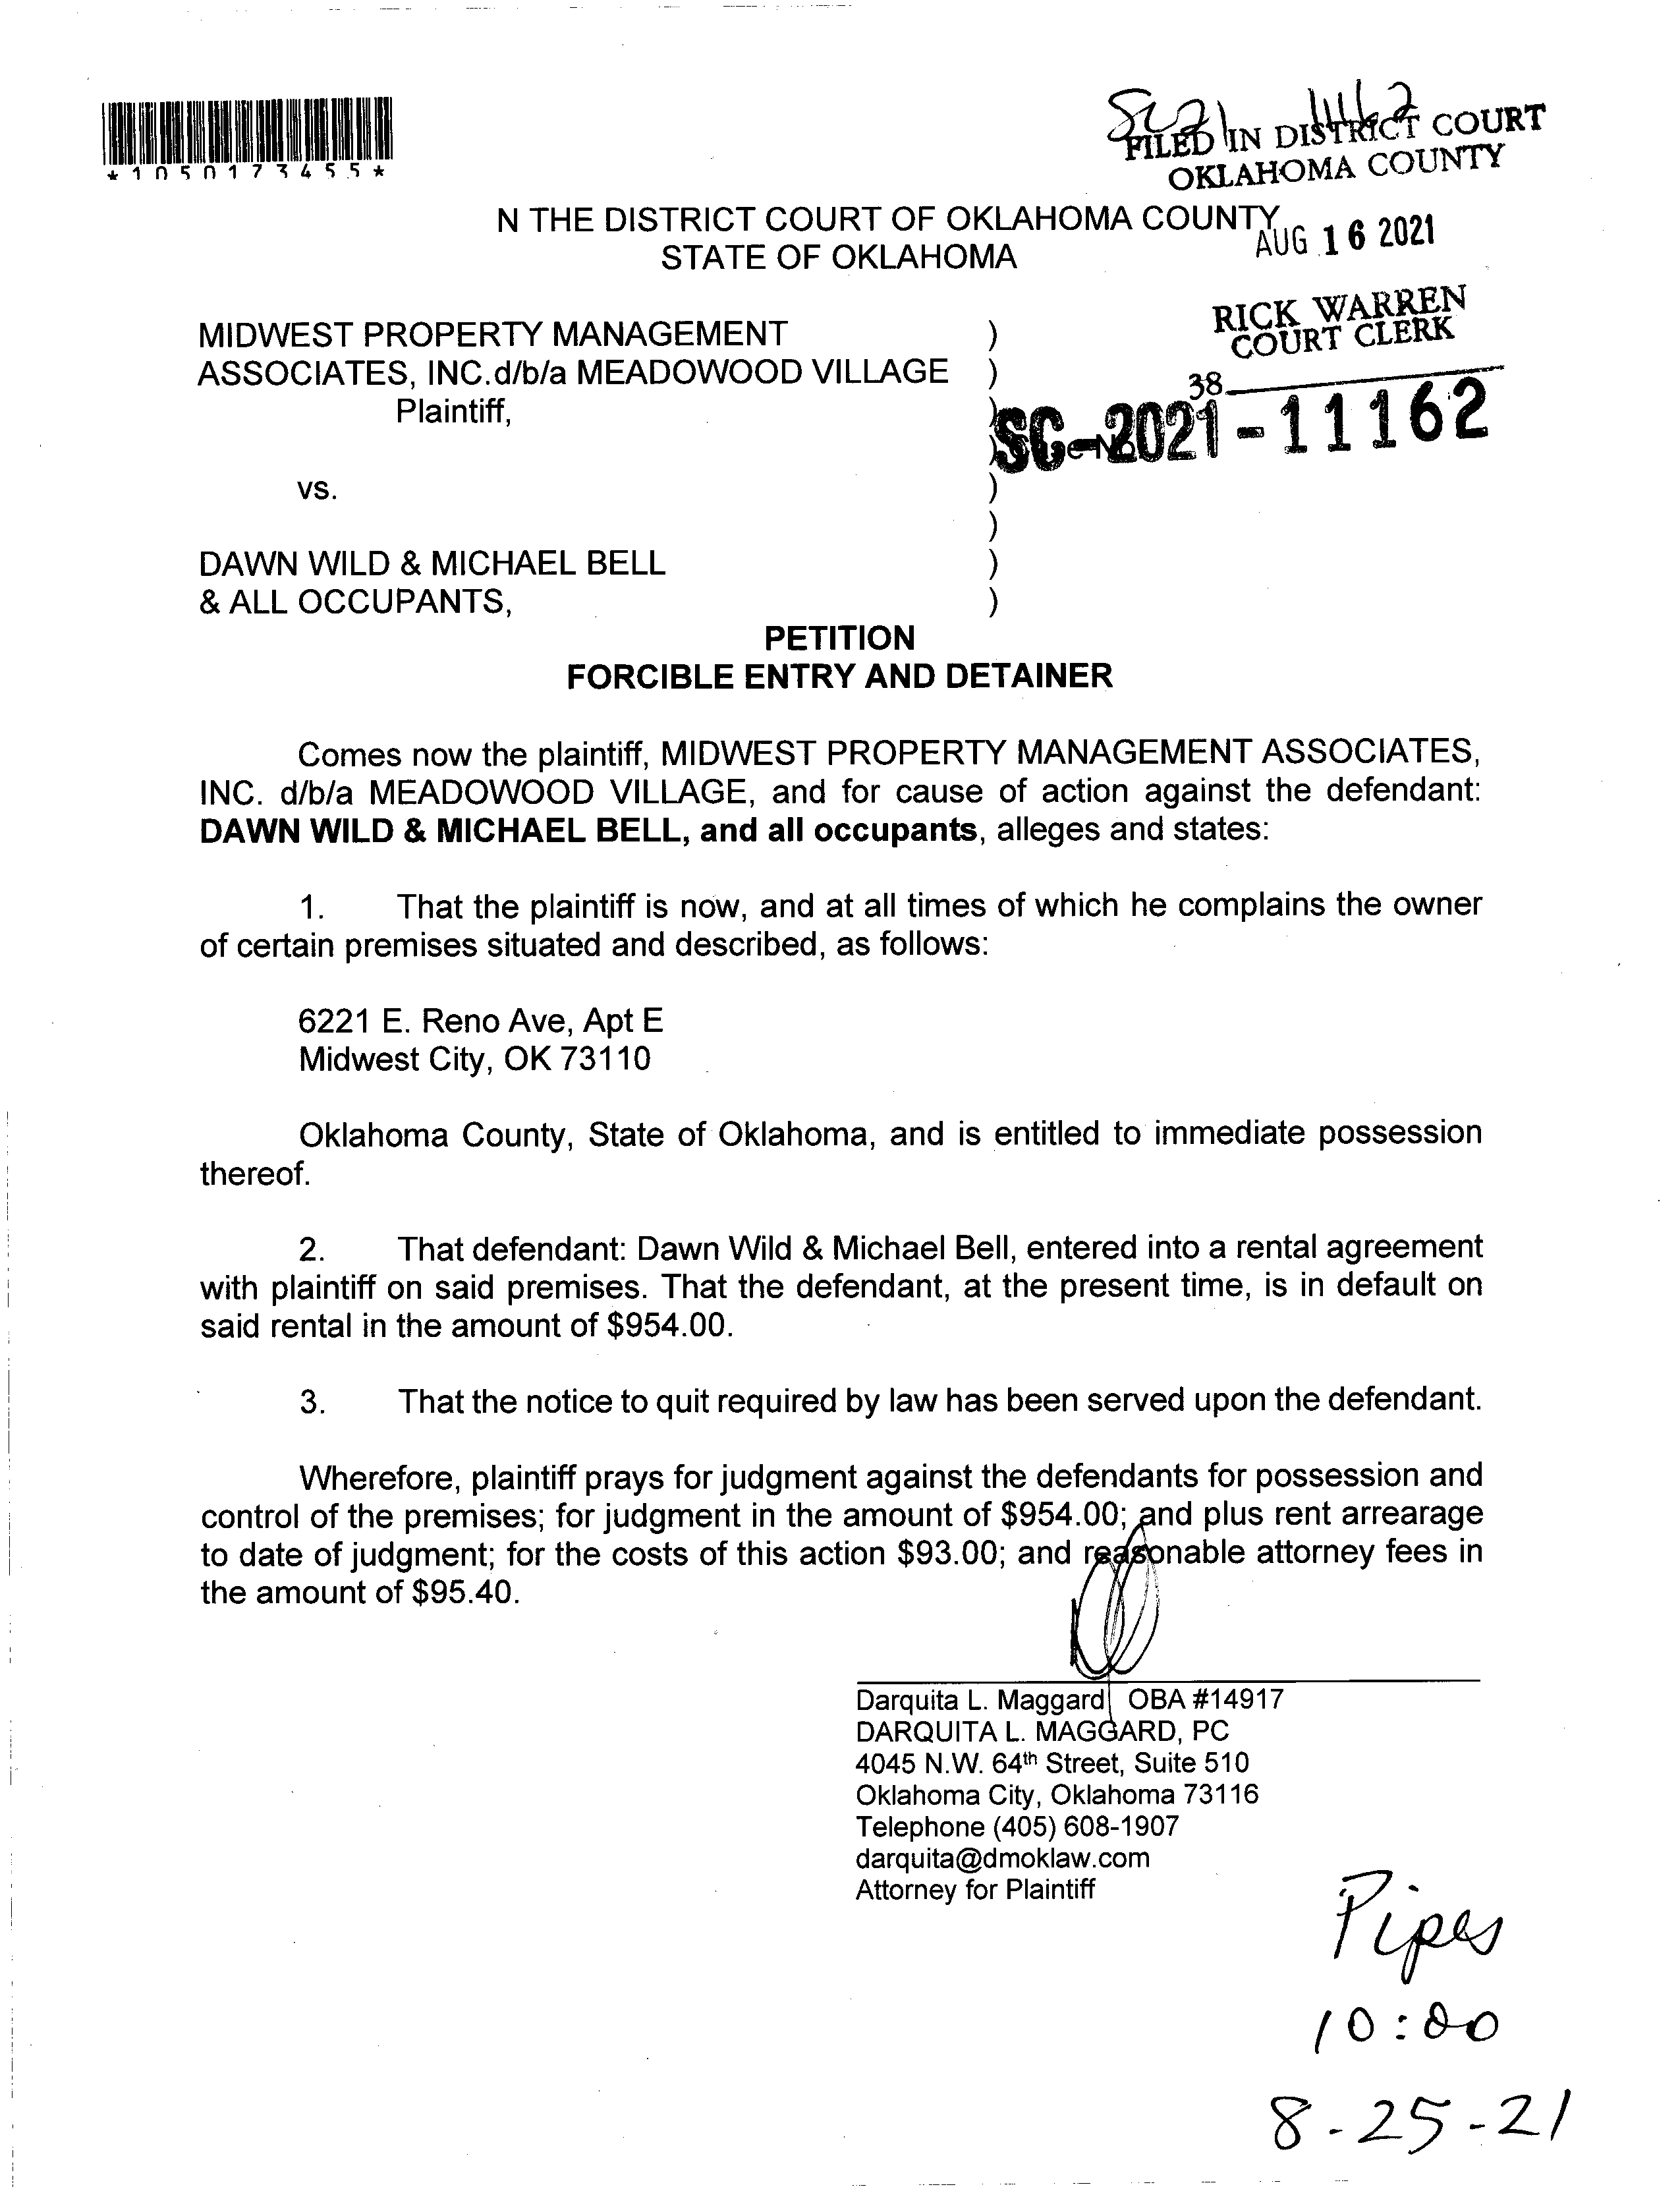 *1050173455*
FILED IN DISTRICT COURT
OKLAHOMA COUNTY
N THE DISTRICT COURT OF OKLAHOMA COUNTY
STATE OF OKLAHOMA
AUG 16 2021
RICK WARREN
COURT CLERK
38
MIDWEST PROPERTY MANAGEMENT )
ASSOCIATES, INC.d/b/a MEADOWOOD VILLAGE )
Plaintiff, )
SC-2021-11162
vs. )
)
DAWN WILD & MICHAEL BELL )
& ALL OCCUPANTS, )
PETITION
FORCIBLE ENTRY AND DETAINER
Comes now the plaintiff, MIDWEST PROPERTY MANAGEMENT ASSOCIATES,
INC. d/b/a MEADOWOOD VILLAGE, and for cause of action against the defendant:
DAWN WILD & MICHAEL BELL, and all occupants, alleges and states:
1. That the plaintiff is now, and at all times of which he complains the owner
of certain premises situated and described, as follows:
6221 E. Reno Ave, Apt E
Midwest City, OK 73110
Oklahoma County, State of Oklahoma, and is entitled to immediate possession
thereof.
2. That defendant: Dawn Wild & Michael Bell, entered into a rental agreement
with plaintiff on said premises. That the defendant, at the present time, is in default on
said rental in the amount of $954.00.
3. That the notice to quit required by law has been served upon the defendant.
Wherefore, plaintiff prays for judgment against the defendants for possession and
control of the premises; for judgment in the amount of $954.00; and plus rent arrearage
to date of judgment; for the costs of this action $93.00; and reasonable attorney fees in
the amount of $95.40.
Darquita L. Maggard OBA #14917
DARQUITA L. MAGGARD, PC
4045 N.W. 64th Street, Suite 510
Oklahoma City, Oklahoma 73116
Telephone (405) 608-1907
darquita@dmoklaw.com
Attorney for Plaintiff
Pipes
10:00
8-25-21